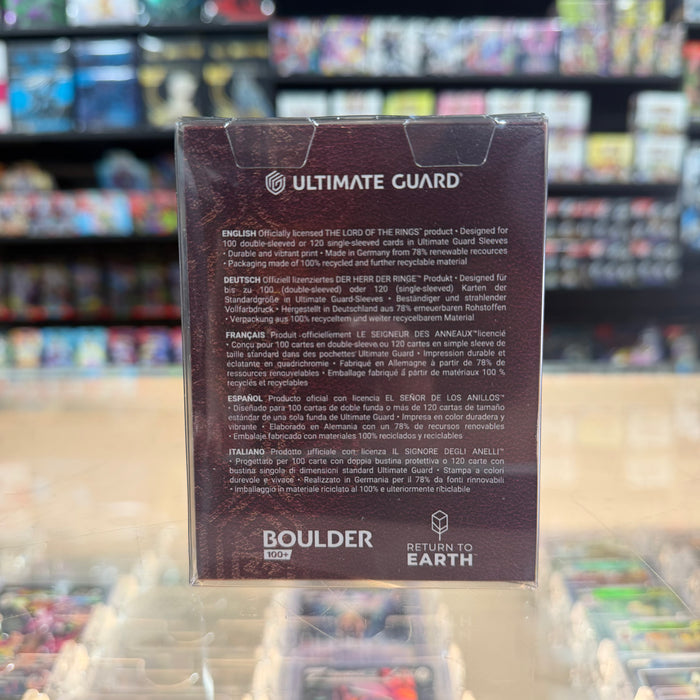 ULTIMATE GUARD
ENGLISH Officially licensed THE LORD OF THE RINGS™ product • Designed for
100 double-sleeved or 120 single-sleeved cards in Ultimate Guard Sleeves
• Durable and vibrant print • Made in Germany from 78% renewable recources
• Packaging made of 100% recycled and further recyclable material
DEUTSCH Offiziell lizenziertes DER HERR DER RINGE™ Produkt • Designed für
bis zu 100 (double-sleeved) oder 120 (single-sleeved) Karten der
Standardgröße in Ultimate Guard-Sleeves • Beständiger und strahlender
Vollfarbdruck • Hergestellt in Deutschland aus 78% erneuerbaren Rohstoffen
• Verpackung aus 100% recyceltem und weiter recycelbarem Material
FRANÇAIS Produit officiellement LE SEIGNEUR DES ANNEAUX™ licencié
• Conçu pour 100 cartes en double-sleeve ou 120 cartes en simple sleeve de
taille standard dans des pochettes Ultimate Guard • Impression durable et
éclatante en quadrichromie • Fabriqué en Allemagne à partir de 78% de
ressources renouvelables • Emballage fabriqué à partir de matériaux 100 %
recyclés et recyclables
ESPAÑOL Producto oficial con licencia EL SEÑOR DE LOS ANILLOS™
• Diseñado para 100 cartas de doble funda o más de 120 cartas de tamaño
estándar de una sola funda de Ultimate Guard • Impresa en color duradera y
vibrante • Elaborado en Alemania con un 78% de recursos renovables
• Embalaje fabricado con materiales 100% reciclados y reciclables
ITALIANO Prodotto ufficiale con licenza IL SIGNORE DEGLI ANELLI™
• Progettato per 100 carte con doppia bustina protettiva o 120 carte con
bustina singola di dimensioni standard Ultimate Guard • Stampa a colori
durevole e vivace • Realizzato in Germania per il 78% da fonti rinnovabili
• Imballaggio in materiale riciclato al 100% e ulteriormente riciclabile
BOULDER
100+
RETURN TO
EARTH™